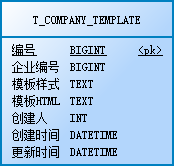 T_COMPANY_TEMPLATE
编号 BIGINT <pk>
企业编号 BIGINT
模板样式 TEXT
模板HTML TEXT
创建人 INT
创建时间 DATETIME
更新时间 DATETIME